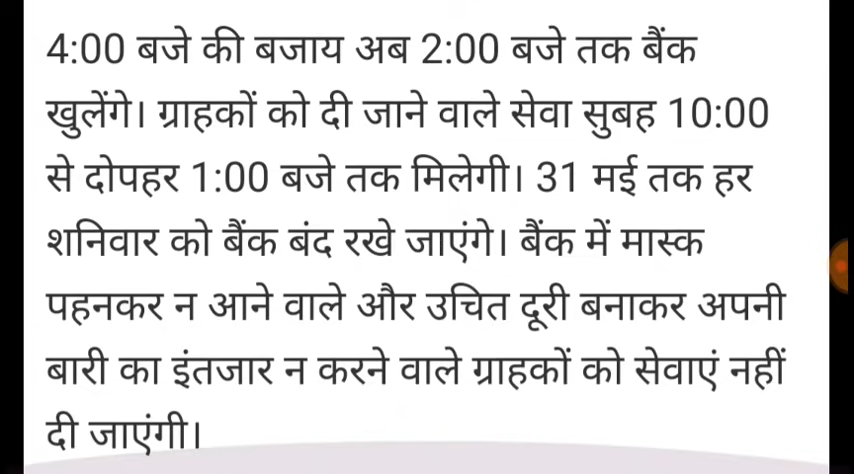 4:00 बजे की बजाय अब 2:00 बजे तक बैंक
खुलेंगे। ग्राहकों को दी जाने वाले सेवा सुबह 10:00
से दोपहर 1:00 बजे तक मिलेगी। 31 मई तक हर
शनिवार को बैंक बंद रखे जाएंगे। बैंक में मास्क
पहनकर न आने वाले और उचित दूरी बनाकर अपनी
बारी का इंतजार न करने वाले ग्राहकों को सेवाएं नहीं
दी जाएंगी।